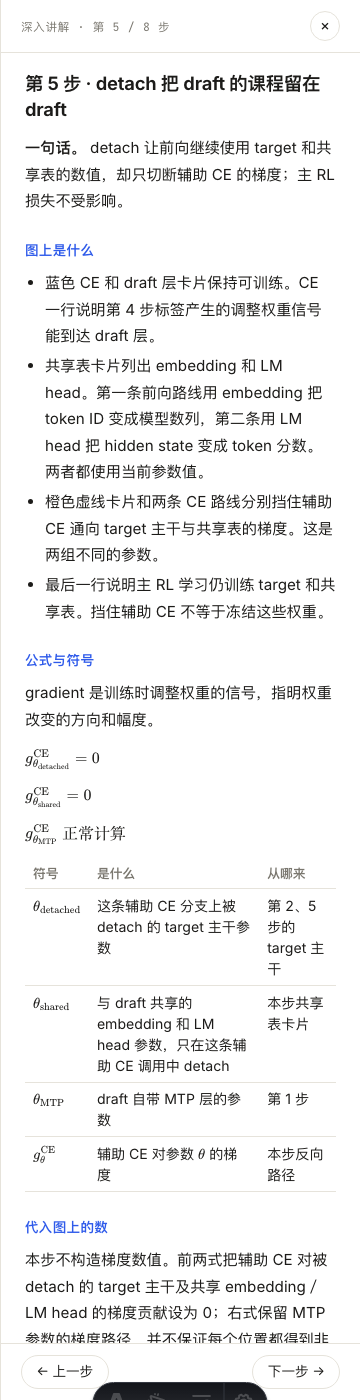 深入讲解 · 第 5 / 8 步
×
第 5 步 · detach 把 draft 的课程留在
draft
一句话。 detach 让前向继续使用 target 和共
享表的数值，却只切断辅助 CE 的梯度；主 RL
损失不受影响。
图上是什么
• 蓝色 CE 和 draft 层卡片保持可训练。CE
一行说明第 4 步标签产生的调整权重信号
能到达 draft 层。
• 共享表卡片列出 embedding 和 LM
head。第一条前向路线用 embedding 把
token ID 变成模型数列，第二条用 LM
head 把 hidden state 变成 token 分数。
两者都使用当前参数值。
• 橙色虚线卡片和两条 CE 路线分别挡住辅助
CE 通向 target 主干与共享表的梯度。这是
两组不同的参数。
• 最后一行说明主 RL 学习仍训练 target 和共
享表。挡住辅助 CE 不等于冻结这些权重。
公式与符号
gradient 是训练时调整权重的信号，指明权重
改变的方向和幅度。
g^CE_θdetached = 0
g^CE_θshared = 0
g^CE_θMTP 正常计算
符号 是什么 从哪来
θdetached 这条辅助 CE 分支上被 第 2、5
detach 的 target 主干参 步的
数 target 主
干
θshared 与 draft 共享的 本步共享
embedding 和 LM 表卡片
head 参数，只在这条辅
助 CE 调用中 detach
θMTP draft 自带 MTP 层的参 第 1 步
数
g^CE_θ 辅助 CE 对参数 θ 的梯 本步反向
度 路径
代入图上的数
本步不构造梯度数值。前两式把辅助 CE 对被
detach 的 target 主干及共享 embedding /
LM head 的梯度贡献设为 0；右式保留 MTP
参数的梯度路径，并不保证每个位置都得到非
← 上一步
下一步 →